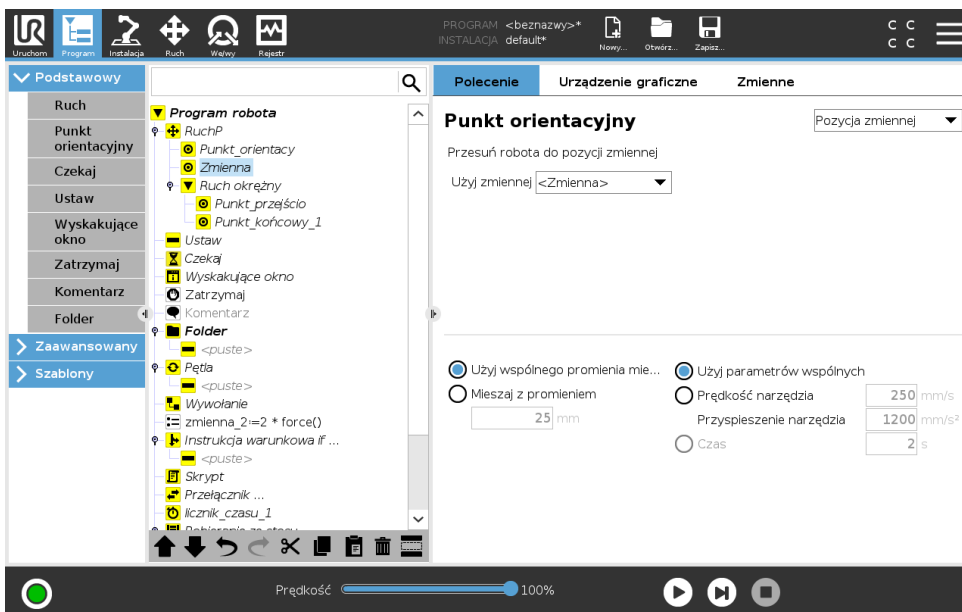 PROGRAM <beznazwy>*
INSTALACJA default*
Uruchom
Program
Instalacja
Ruch
We/wy
Rejestr
Nowy...
Otwórz...
Zapisz...
C C
C C
Podstawowy
Ruch
Punkt
orientacyjny
Czekaj
Ustaw
Wyskakujące
okno
Zatrzymaj
Komentarz
Folder
Zaawansowany
Szablony
Program robota
RuchP
Punkt_orientacy
Zmienna
Ruch okrężny
Punkt_przejścio
Punkt_końcowy_1
Ustaw
Czekaj
Wyskakujące okno
Zatrzymaj
Komentarz
Folder
<puste>
Pętla
<puste>
Wywołanie
zmienna_2:=2 * force()
Instrukcja warunkowa if ...
<puste>
Skrypt
Przełącznik ...
licznik_czasu_1
Polecenie
Urządzenie graficzne
Zmienne
Punkt orientacyjny
Pozycja zmiennej
Przesuń robota do pozycji zmiennej
Użyj zmiennej <Zmienna>
Użyj wspólnego promienia mie...
Mieszaj z promieniem
25 mm
Użyj parametrów wspólnych
Prędkość narzędzia 250 mm/s
Przyspieszenie narzędzia 1200 mm/s²
Czas 2 s
Prędkość 100%